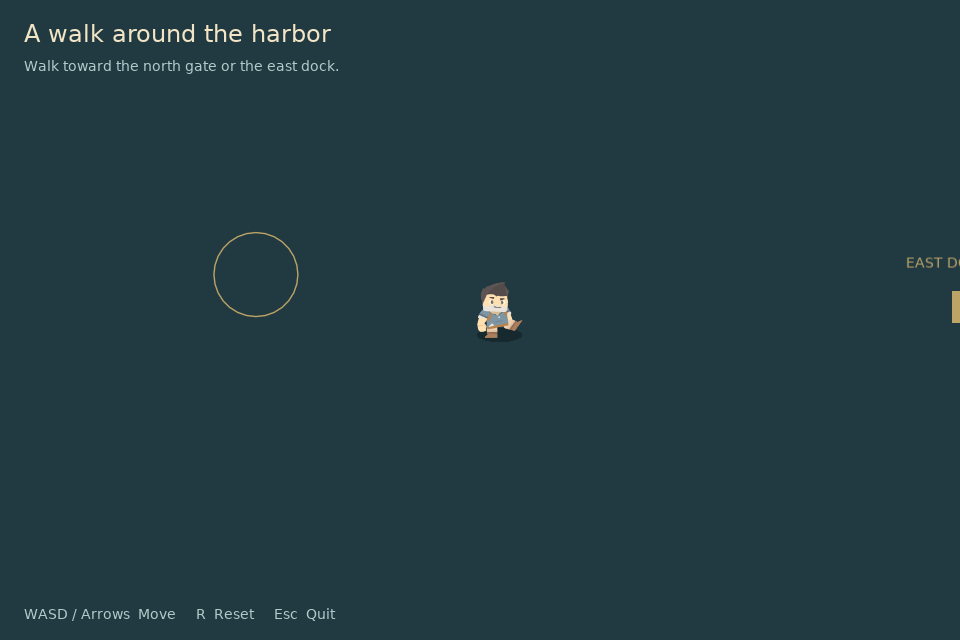 A walk around the harbor
Walk toward the north gate or the east dock.
EAST
WASD / Arrows  Move  R  Reset  Esc  Quit